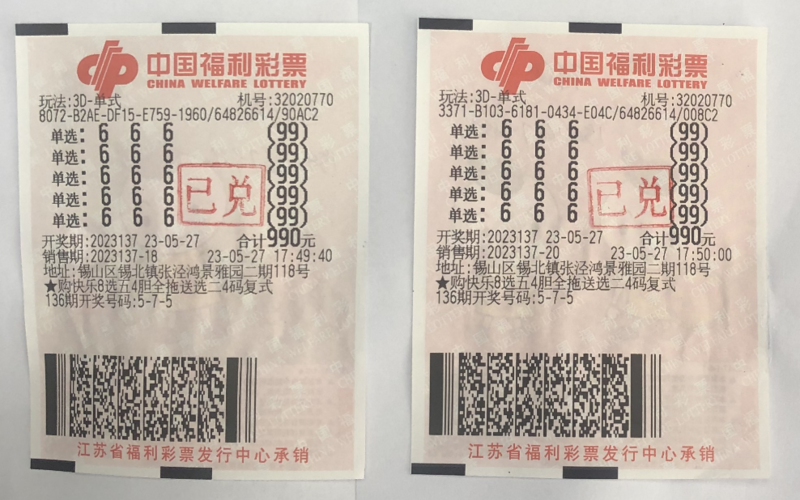 中国福利彩票
CHINA WELFARE LOTTERY
玩法:3D-单式 机号:32020770
8072-B2AE-DF15-E759-1960/64826614/90AC2
单选: 6 6 6 (99)
单选: 6 6 6 (99)
单选: 6 6 6 (99)
单选: 6 6 6 (99)
单选: 6 6 6 (99)
已兑
开奖期:2023137 23-05-27 合计990元
销售期:2023137-18 23-05-27 17:49:40
地址:锡山区锡北镇张泾鸿景雅园二期118号
★购快乐8选五4胆全拖送选二4码复式
136期开奖号码:5-7-5
江苏省福利彩票发行中心承销
中国福利彩票
CHINA WELFARE LOTTERY
玩法:3D-单式 机号:32020770
3371-B103-6181-0434-E04C/64826614/008C2
单选: 6 6 6 (99)
单选: 6 6 6 (99)
单选: 6 6 6 (99)
单选: 6 6 6 (99)
单选: 6 6 6 (99)
已兑
开奖期:2023137 23-05-27 合计990元
销售期:2023137-20 23-05-27 17:50:00
地址:锡山区锡北镇张泾鸿景雅园二期118号
★购快乐8选五4胆全拖送选二4码复式
136期开奖号码:5-7-5
江苏省福利彩票发行中心承销